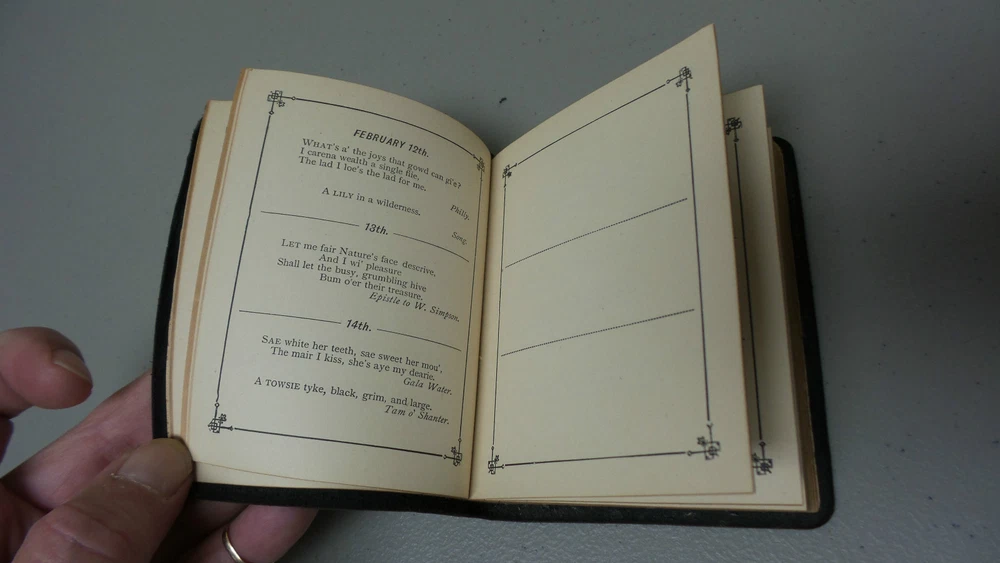 FEBRUARY 12th.
WHAT's a' the joys that gowd can gi'e?
I carena wealth a single flie,
The lad I loe's the lad for me.
Philly.
A LILY in a wilderness.
Song.
13th.
LET me fair Nature's face descrive,
And I wi' pleasure
Shall let the busy, grumbling hive
Bum o'er their treasure.
Epistle to W. Simpson.
14th.
SAE white her teeth, sae sweet her mou',
The mair I kiss, she's aye my dearie.
Gala Water.
A TOWSIE tyke, black, grim, and large.
Tam o' Shanter.